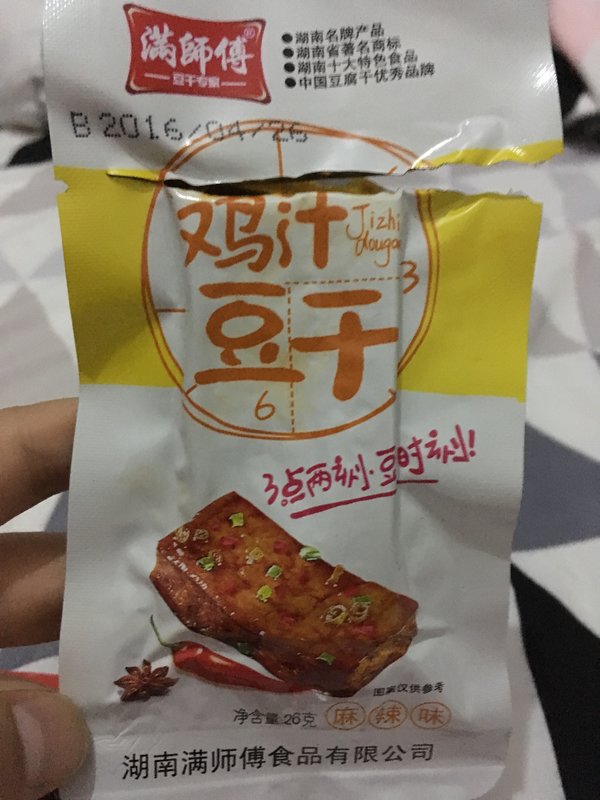 满師傅®
豆干专家
●湖南名牌产品
●湖南省著名商标
●湖南十大特色食品
●中国豆腐干优秀品牌
B 2016/04/26
鸡汁
Jizhi
dougan
豆干
3
6
3点两刻·豆时刻!
图案仅供参考
净含量 26克 麻 辣 味
湖南满师傅食品有限公司